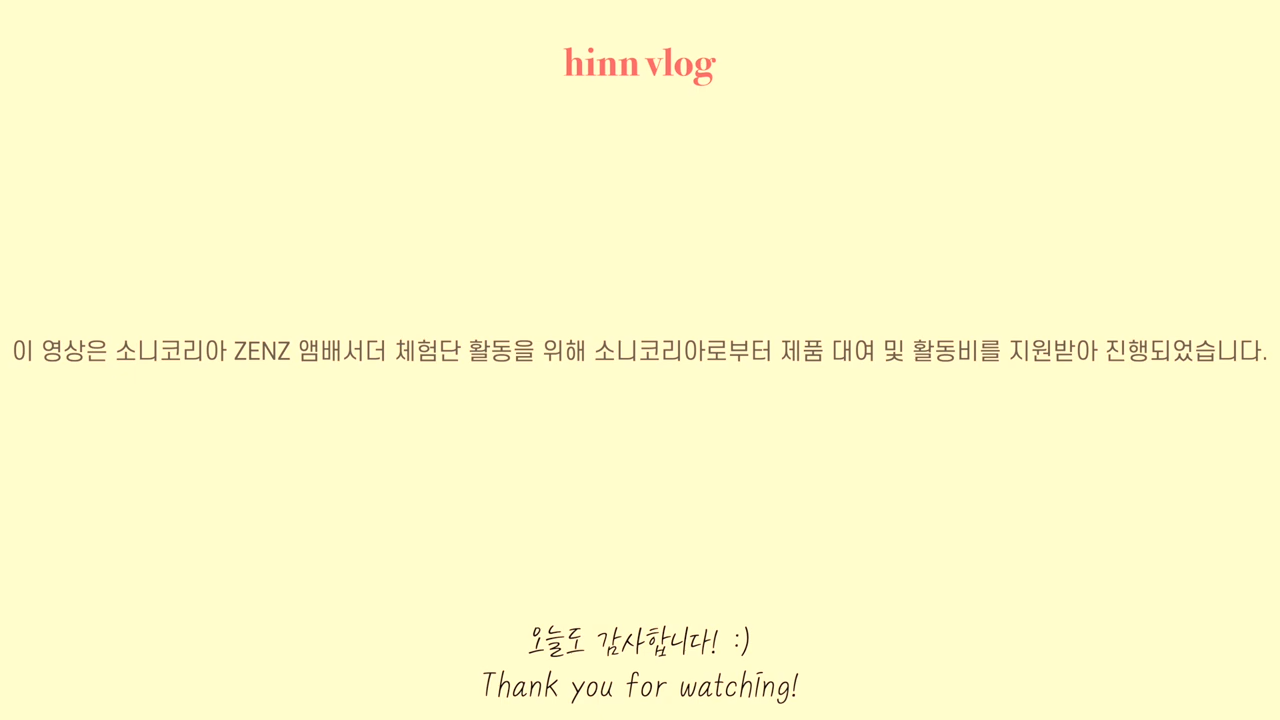 hinn vlog
이 영상은 소니코리아 ZENZ 앰배서더 체험단 활동을 위해 소니코리아로부터 제품 대여 및 활동비를 지원받아 진행되었습니다.
오늘도 감사합니다! :)
Thank you for watching!